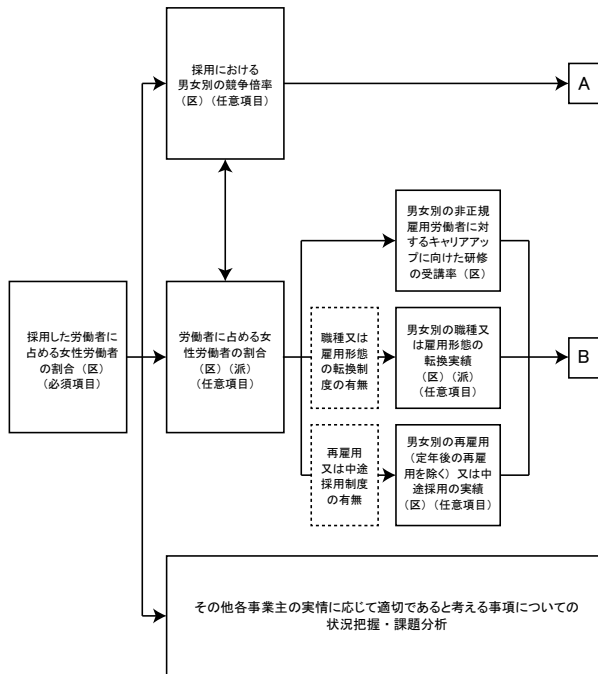 採用における
男女別の競争倍率
（区）（任意項目）
A
男女別の非正規
雇用労働者に対
するキャリアアッ
プに向けた研修
の受講率（区）
採用した労働者に
占める女性労働者
の割合（区）
（必須項目）
労働者に占める女
性労働者の割合
（区）（派）
（任意項目）
職種又は
雇用形態
の転換制
度の有無
男女別の職種又
は雇用形態の
転換実績
（区）（派）
（任意項目）
B
再雇用
又は中途
採用制度
の有無
男女別の再雇用
（定年後の再雇
用を除く）又は中
途採用の実績
（区）（任意項目）
その他各事業主の実情に応じて適切であると考える事項についての
状況把握・課題分析